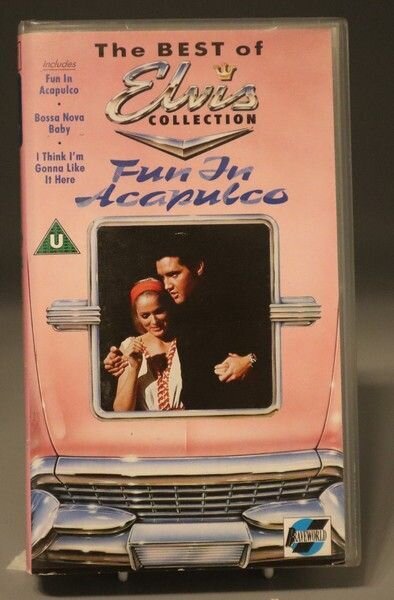 The BEST of
Elvis
COLLECTION
includes
Fun In
Acapulco
•
Bossa Nova
Baby
•
I Think I'm
Gonna Like
It Here
Fun In
Acapulco
U
BRAVEWORLD